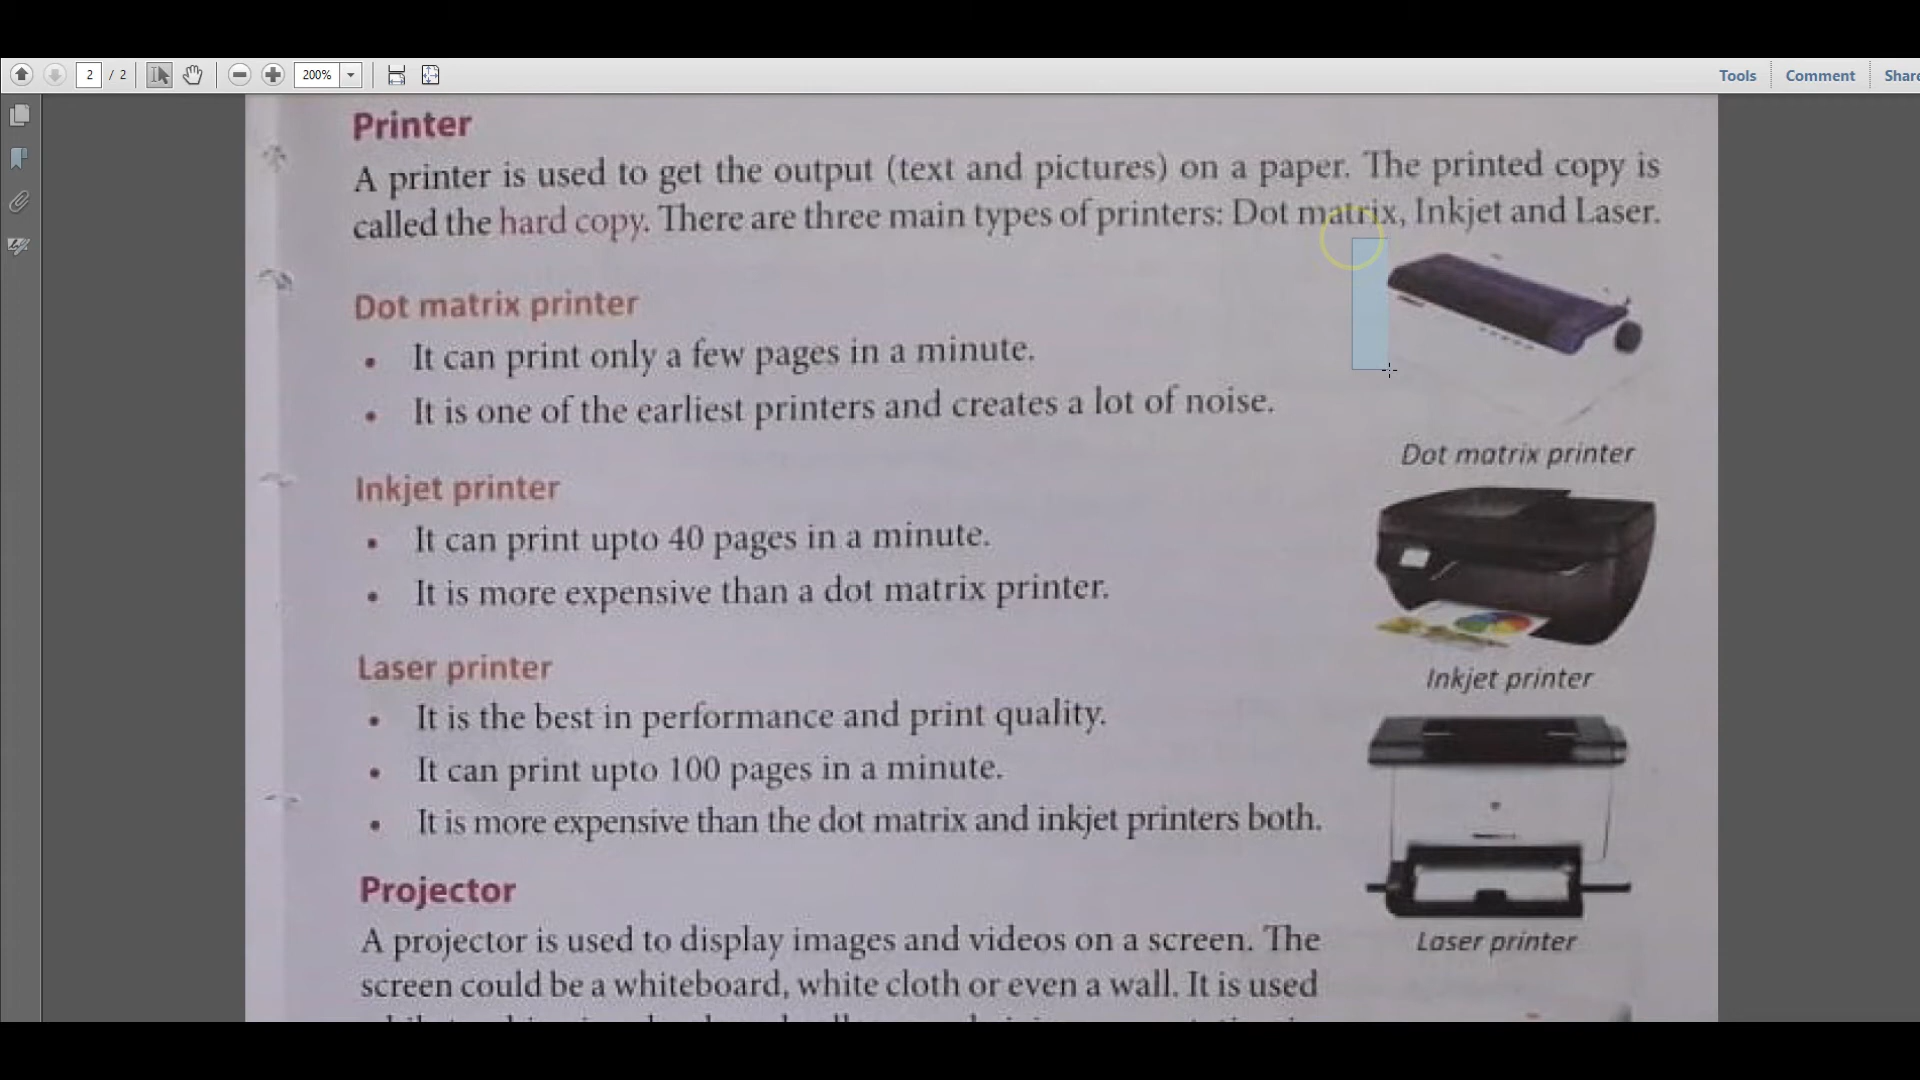 2 / 2
200%
Tools
Comment
Share
Printer
A printer is used to get the output (text and pictures) on a paper. The printed copy is
called the hard copy. There are three main types of printers: Dot matrix, Inkjet and Laser.
Dot matrix printer
• It can print only a few pages in a minute.
• It is one of the earliest printers and creates a lot of noise.
Dot matrix printer
Inkjet printer
• It can print upto 40 pages in a minute.
• It is more expensive than a dot matrix printer.
Inkjet printer
Laser printer
• It is the best in performance and print quality.
• It can print upto 100 pages in a minute.
• It is more expensive than the dot matrix and inkjet printers both.
Laser printer
Projector
A projector is used to display images and videos on a screen. The
screen could be a whiteboard, white cloth or even a wall. It is used